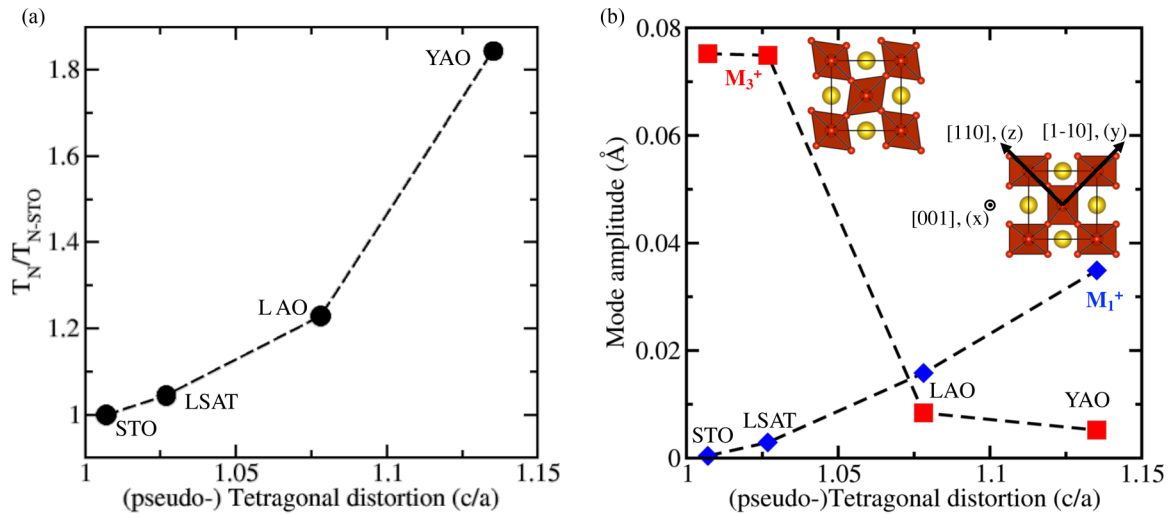 (a)
T_N/T_N-STO
1.8
1.6
1.4
1.2
1
YAO
L AO
LSAT
STO
1
1.05
1.1
1.15
(pseudo-) Tetragonal distortion (c/a)
(b)
Mode amplitude (Å)
0.08
0.06
0.04
0.02
0
M₃⁺
[110], (z)
[1-10], (y)
[001], (x)
M₁⁺
STO
LSAT
LAO
YAO
1
1.05
1.1
1.15
(pseudo-)Tetragonal distortion (c/a)